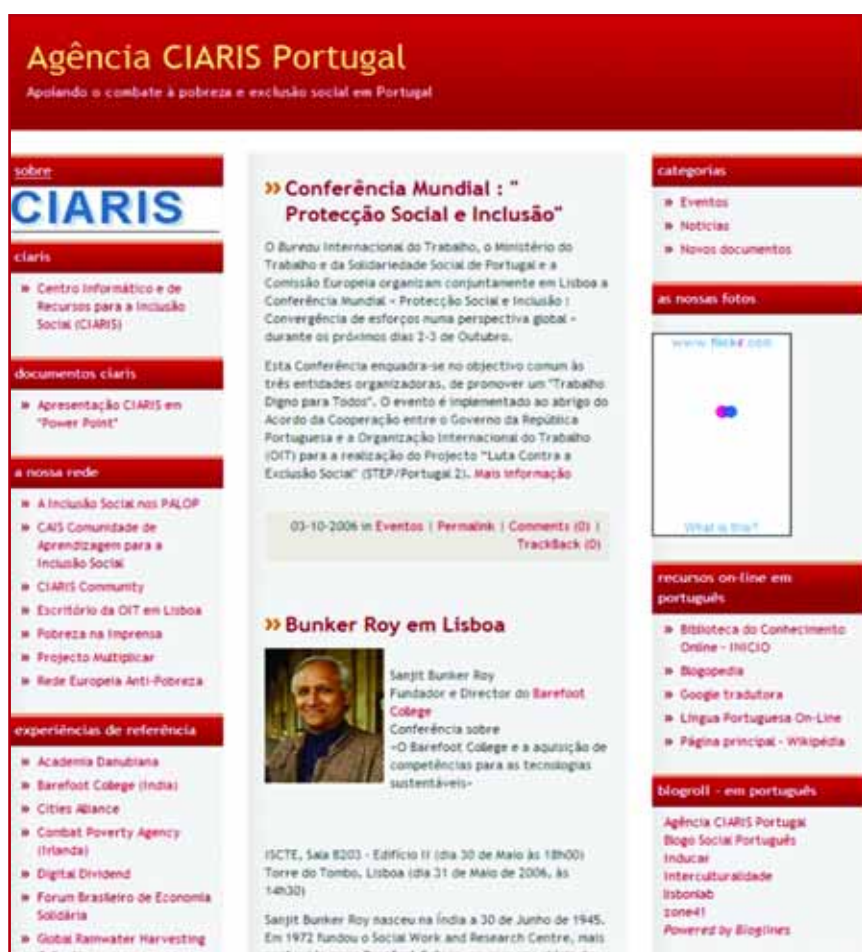 Agência CIARIS Portugal
Apoiando o combate à pobreza e exclusão social em Portugal
sobre
CIARIS
ciaris
» Centro Informático e de
Recursos para a Inclusão
Social (CIARIS)
documentos ciaris
» Apresentação CIARIS em
"Power Point"
a nossa rede
» A Inclusão Social nos PALOP
» CAIS Comunidade de
Aprendizagem para a
Inclusão Social
» CIARIS Community
» Escritório da OIT em Lisboa
» Pobreza na Imprensa
» Projecto Multiplicar
» Rede Europeia Anti-Pobreza
experiências de referência
» Academia Danubiana
» Barefoot College (India)
» Cities Alliance
» Combat Poverty Agency
(Irlanda)
» Digital Dividend
» Forum Brasileiro de Economia
Solidária
» Global Rainwater Harvesting
» Conferência Mundial : "
Protecção Social e Inclusão"
O Bureau Internacional do Trabalho, o Ministério do
Trabalho e da Solidariedade Social de Portugal e a
Comissão Europeia organizam conjuntamente em Lisboa a
Conferência Mundial « Protecção Social e Inclusão :
Convergência de esforços numa perspectiva global »
durante os próximos dias 2-3 de Outubro.
Esta Conferência enquadra-se no objectivo comum às
três entidades organizadoras, de promover um "Trabalho
Digno para Todos". O evento é implementado ao abrigo do
Acordo da Cooperação entre o Governo da República
Portuguesa e a Organização Internacional do Trabalho
(OIT) para a realização do Projecto "Luta Contra a
Exclusão Social" (STEP/Portugal 2). Mais informação
03-10-2006 in Eventos | Permalink | Comments (0) |
TrackBack (0)
» Bunker Roy em Lisboa
Sanjit Bunker Roy
Fundador e Director do Barefoot
College
Conferência sobre
«O Barefoot College e a aquisição de
competências para as tecnologias
sustentáveis»
ISCTE, Sala B203 - Edifício II (dia 30 de Maio às 18h00)
Torre do Tombo, Lisboa (dia 31 de Maio de 2006, às
14h30)
Sanjit Bunker Roy nasceu na Índia a 30 de Junho de 1945.
Em 1972 fundou o Social Work and Research Centre, mais
categorias
» Eventos
» Notícias
» Novos documentos
as nossas fotos
www.flickr.com
What is this?
recursos on-line em
português
» Biblioteca do Conhecimento
Online - INICIO
» Blogopedia
» Google tradutora
» Língua Portuguesa On-Line
» Página principal - Wikipédia
blogroll - em português
Agência CIARIS Portugal
Blogo Social Português
Inducar
Interculturalidade
lisbonlab
zone41
Powered by Bloglines